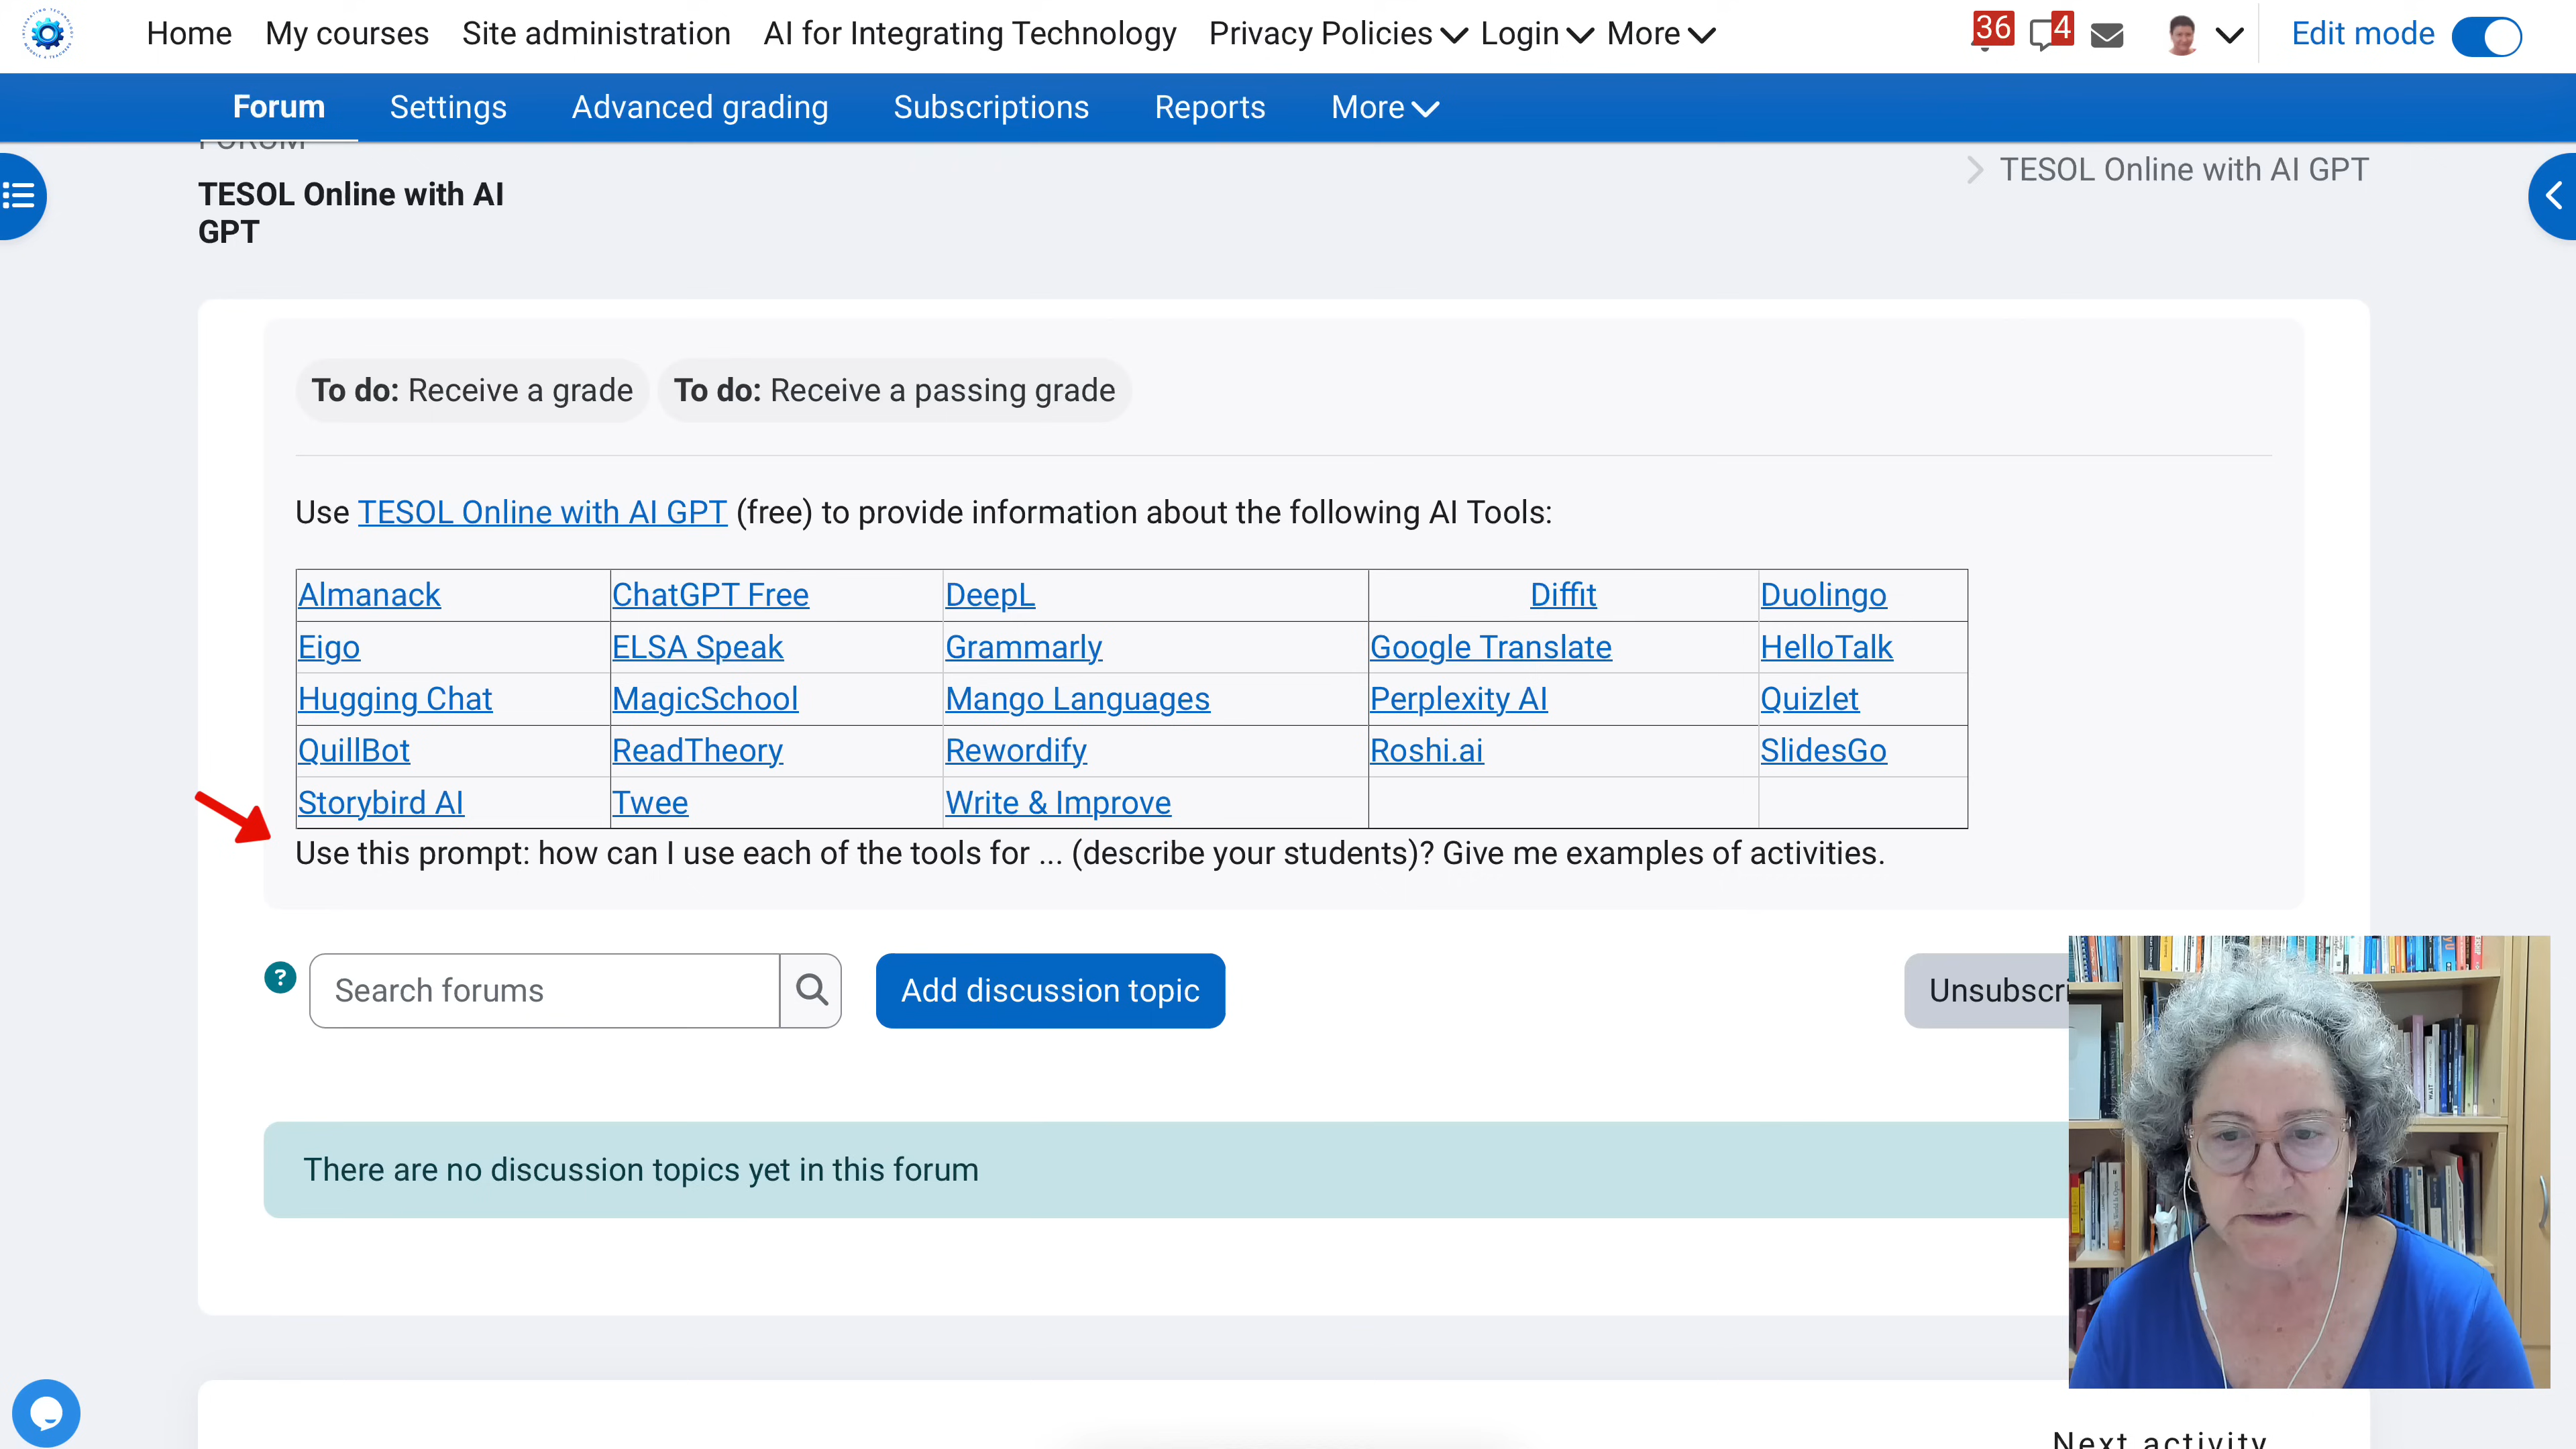 Home My courses Site administration AI for Integrating Technology Privacy Policies Login More 36 4 Edit mode
Forum Settings Advanced grading Subscriptions Reports More
FORUM
TESOL Online with AI GPT
TESOL Online with AI
GPT
To do: Receive a grade To do: Receive a passing grade
Use TESOL Online with AI GPT (free) to provide information about the following AI Tools:
Almanack ChatGPT Free DeepL Diffit Duolingo
Eigo ELSA Speak Grammarly Google Translate HelloTalk
Hugging Chat MagicSchool Mango Languages Perplexity AI Quizlet
QuillBot ReadTheory Rewordify Roshi.ai SlidesGo
Storybird AI Twee Write & Improve
Use this prompt: how can I use each of the tools for ... (describe your students)? Give me examples of activities.
? Search forums Add discussion topic Unsubscri
There are no discussion topics yet in this forum
Next activity